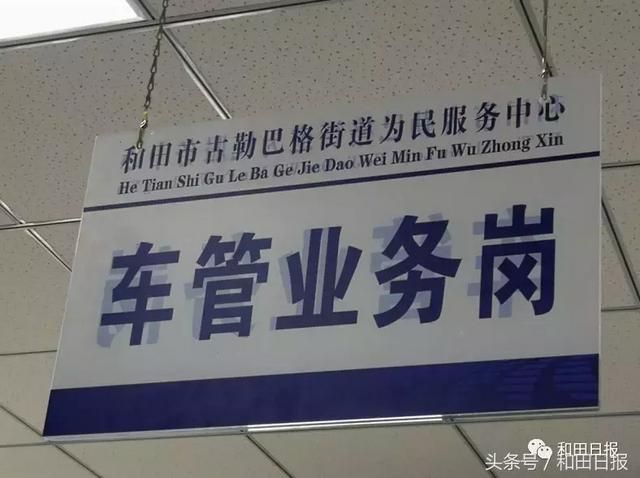 和田市古勒巴格街道为民服务中心
He Tian Shi Gu Le Ba Ge Jie Dao Wei Min Fu Wu Zhong Xin
车管业务岗
和田日报
头条号/和田日报